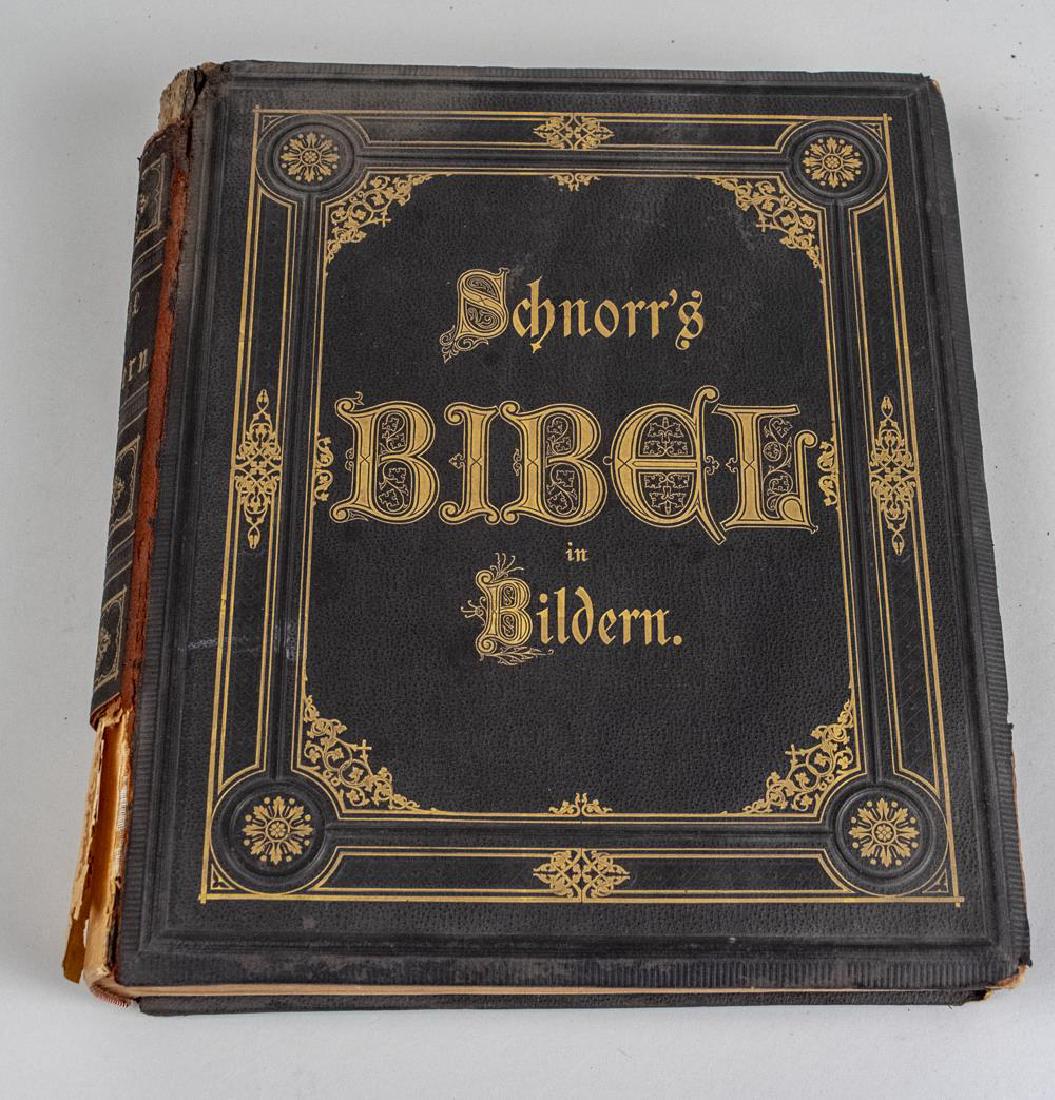 Schnorr's
BIBEL
in
Bildern.